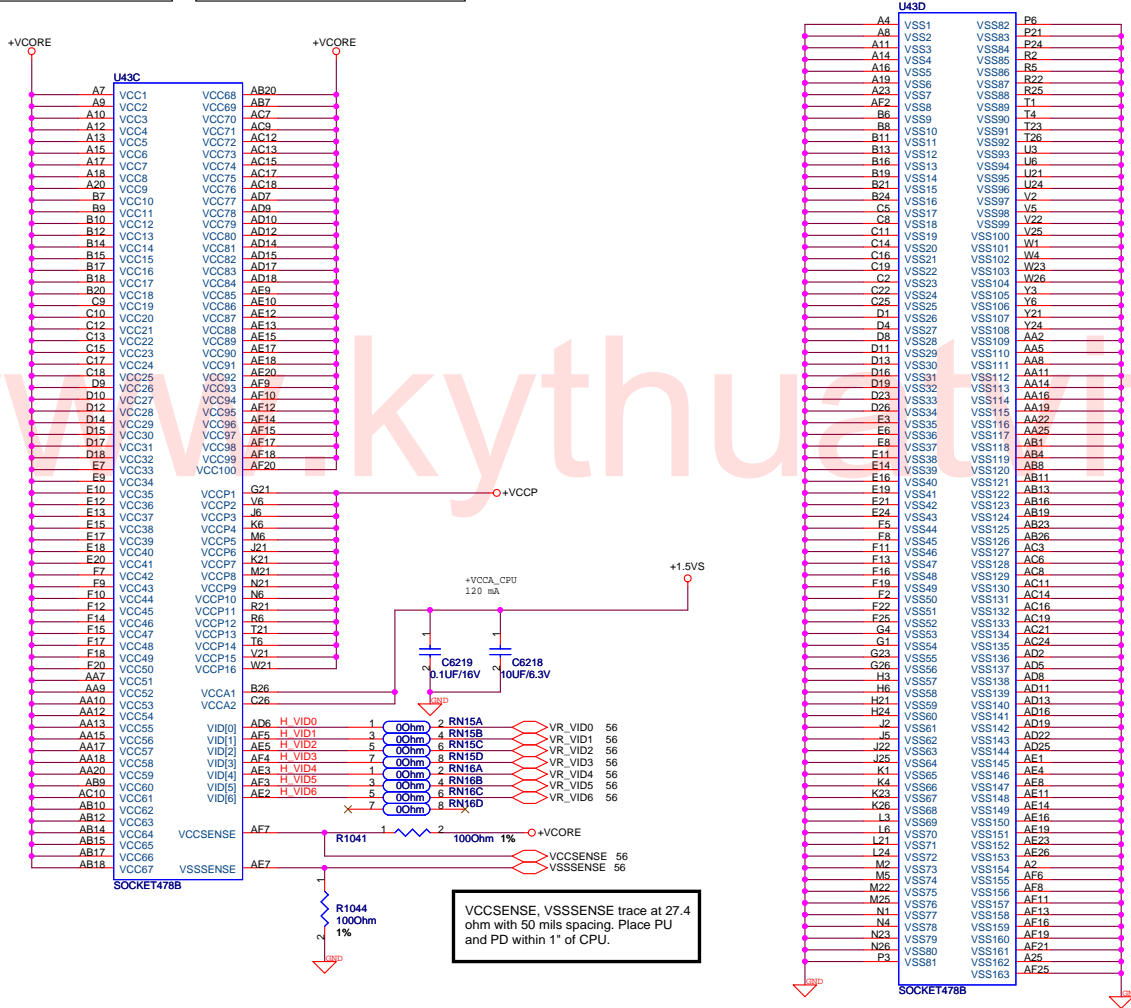 +VCORE +VCORE
U43C
A7 VCC1 VCC68 AB20
A9 VCC2 VCC69 AB7
A10 VCC3 VCC70 AC7
A12 VCC4 VCC71 AC9
A13 VCC5 VCC72 AC12
A15 VCC6 VCC73 AC13
A17 VCC7 VCC74 AC15
A18 VCC8 VCC75 AC17
A20 VCC9 VCC76 AC18
B7 VCC10 VCC77 AD7
B9 VCC11 VCC78 AD9
B10 VCC12 VCC79 AD10
B12 VCC13 VCC80 AD12
B14 VCC14 VCC81 AD14
B15 VCC15 VCC82 AD15
B17 VCC16 VCC83 AD17
B18 VCC17 VCC84 AD18
B20 VCC18 VCC85 AE9
C9 VCC19 VCC86 AE10
C10 VCC20 VCC87 AE12
C12 VCC21 VCC88 AE13
C13 VCC22 VCC89 AE15
C15 VCC23 VCC90 AE17
C17 VCC24 VCC91 AE18
C18 VCC25 VCC92 AE20
D9 VCC26 VCC93 AF9
D10 VCC27 VCC94 AF10
D12 VCC28 VCC95 AF12
D14 VCC29 VCC96 AF14
D15 VCC30 VCC97 AF15
D17 VCC31 VCC98 AF17
D18 VCC32 VCC99 AF18
E7 VCC33 VCC100 AF20
E9 VCC34
E10 VCC35 VCCP1 G21 +VCCP
E12 VCC36 VCCP2 V6
E13 VCC37 VCCP3 J6
E15 VCC38 VCCP4 K6
E17 VCC39 VCCP5 M6
E18 VCC40 VCCP6 J21
E20 VCC41 VCCP7 K21
F7 VCC42 VCCP8 M21
F9 VCC43 VCCP9 N21
F10 VCC44 VCCP10 N6
F12 VCC45 VCCP11 R21
F14 VCC46 VCCP12 R6
F15 VCC47 VCCP13 T21
F17 VCC48 VCCP14 T6
F18 VCC49 VCCP15 V21
F20 VCC50 VCCP16 W21
AA7 VCC51
AA9 VCC52 VCCA1 B26
AA10 VCC53 VCCA2 C26
AA12 VCC54
AA13 VCC55 VID[0] AD6 H_VID0 1 0Ohm 2 RN15A VR_VID0 56
AA15 VCC56 VID[1] AF5 H_VID1 3 0Ohm 4 RN15B VR_VID1 56
AA17 VCC57 VID[2] AE5 H_VID2 5 0Ohm 6 RN15C VR_VID2 56
AA18 VCC58 VID[3] AF4 H_VID3 7 0Ohm 8 RN15D VR_VID3 56
AA20 VCC59 VID[4] AE3 H_VID4 1 0Ohm 2 RN16A VR_VID4 56
AB9 VCC60 VID[5] AF3 H_VID5 3 0Ohm 4 RN16B VR_VID5 56
AC10 VCC61 VID[6] AE2 H_VID6 5 0Ohm 6 RN16C VR_VID6 56
AB10 VCC62 7 0Ohm 8 RN16D
AB12 VCC63
AB14 VCC64 VCCSENSE AF7 R1041 1 2 100Ohm 1% +VCORE
AB15 VCC65
AB17 VCC66 VCCSENSE 56
AB18 VCC67 VSSSENSE AE7 VSSSENSE 56
SOCKET478B
+VCCA_CPU
120 mA
+1.5VS
1 1
C6219 C6218
2 0.1UF/16V 2 10UF/6.3V
GND
1
R1044
100Ohm
1%
2
GND
VCCSENSE, VSSSENSE trace at 27.4
ohm with 50 mils spacing. Place PU
and PD within 1" of CPU.
U43D
A4 VSS1 VSS82 P6
A8 VSS2 VSS83 P21
A11 VSS3 VSS84 P24
A14 VSS4 VSS85 R2
A16 VSS5 VSS86 R5
A19 VSS6 VSS87 R22
A23 VSS7 VSS88 R25
AF2 VSS8 VSS89 T1
B6 VSS9 VSS90 T4
B8 VSS10 VSS91 T23
B11 VSS11 VSS92 T26
B13 VSS12 VSS93 U3
B16 VSS13 VSS94 U6
B19 VSS14 VSS95 U21
B21 VSS15 VSS96 U24
B24 VSS16 VSS97 V2
C5 VSS17 VSS98 V5
C8 VSS18 VSS99 V22
C11 VSS19 VSS100 V25
C14 VSS20 VSS101 W1
C16 VSS21 VSS102 W4
C19 VSS22 VSS103 W23
C2 VSS23 VSS104 W26
C22 VSS24 VSS105 Y3
C25 VSS25 VSS106 Y6
D1 VSS26 VSS107 Y21
D4 VSS27 VSS108 Y24
D8 VSS28 VSS109 AA2
D11 VSS29 VSS110 AA5
D13 VSS30 VSS111 AA8
D16 VSS31 VSS112 AA11
D19 VSS32 VSS113 AA14
D23 VSS33 VSS114 AA16
D26 VSS34 VSS115 AA19
E3 VSS35 VSS116 AA22
E6 VSS36 VSS117 AA25
E8 VSS37 VSS118 AB1
E11 VSS38 VSS119 AB4
E14 VSS39 VSS120 AB8
E16 VSS40 VSS121 AB11
E19 VSS41 VSS122 AB13
E21 VSS42 VSS123 AB16
E24 VSS43 VSS124 AB19
F5 VSS44 VSS125 AB23
F8 VSS45 VSS126 AB26
F11 VSS46 VSS127 AC3
F13 VSS47 VSS128 AC6
F16 VSS48 VSS129 AC8
F19 VSS49 VSS130 AC11
F2 VSS50 VSS131 AC14
F22 VSS51 VSS132 AC16
F25 VSS52 VSS133 AC19
G4 VSS53 VSS134 AC21
G1 VSS54 VSS135 AC24
G23 VSS55 VSS136 AD2
G26 VSS56 VSS137 AD5
H3 VSS57 VSS138 AD8
H6 VSS58 VSS139 AD11
H21 VSS59 VSS140 AD13
H24 VSS60 VSS141 AD16
J2 VSS61 VSS142 AD19
J5 VSS62 VSS143 AD22
J22 VSS63 VSS144 AD25
J25 VSS64 VSS145 AE1
K1 VSS65 VSS146 AE4
K4 VSS66 VSS147 AE8
K23 VSS67 VSS148 AE11
K26 VSS68 VSS149 AE14
L3 VSS69 VSS150 AE16
L6 VSS70 VSS151 AE19
L21 VSS71 VSS152 AE23
L24 VSS72 VSS153 AE26
M2 VSS73 VSS154 A2
M5 VSS74 VSS155 AF6
M22 VSS75 VSS156 AF8
M25 VSS76 VSS157 AF11
N1 VSS77 VSS158 AF13
N4 VSS78 VSS159 AF16
N23 VSS79 VSS160 AF19
N26 VSS80 VSS161 AF21
P3 VSS81 VSS162 A25
VSS163 AF25
SOCKET478B
GND
www.kythuatvi